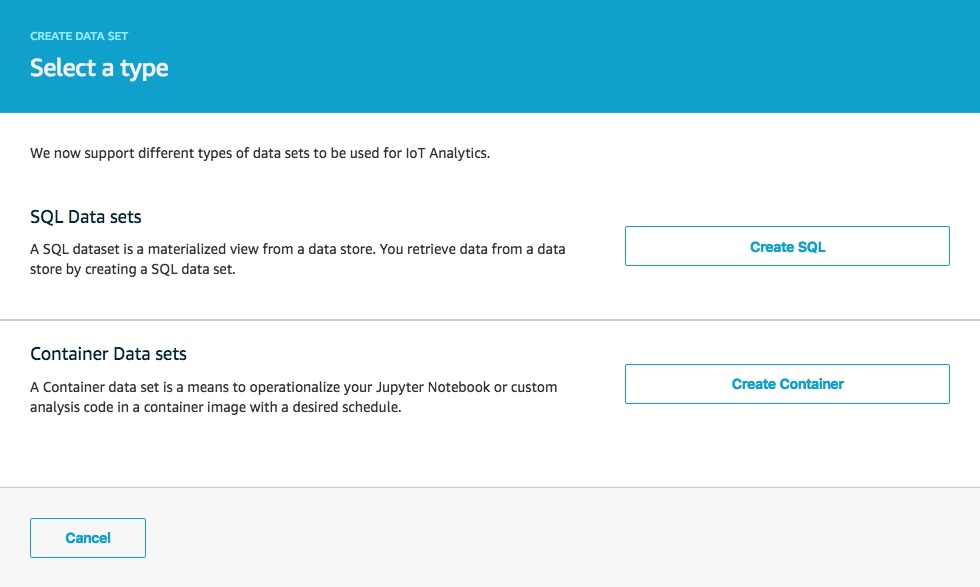 CREATE DATA SET
Select a type
We now support different types of data sets to be used for IoT Analytics.
SQL Data sets
A SQL dataset is a materialized view from a data store. You retrieve data from a data
store by creating a SQL data set.
Create SQL
Container Data sets
A Container data set is a means to operationalize your Jupyter Notebook or custom
analysis code in a container image with a desired schedule.
Create Container
Cancel